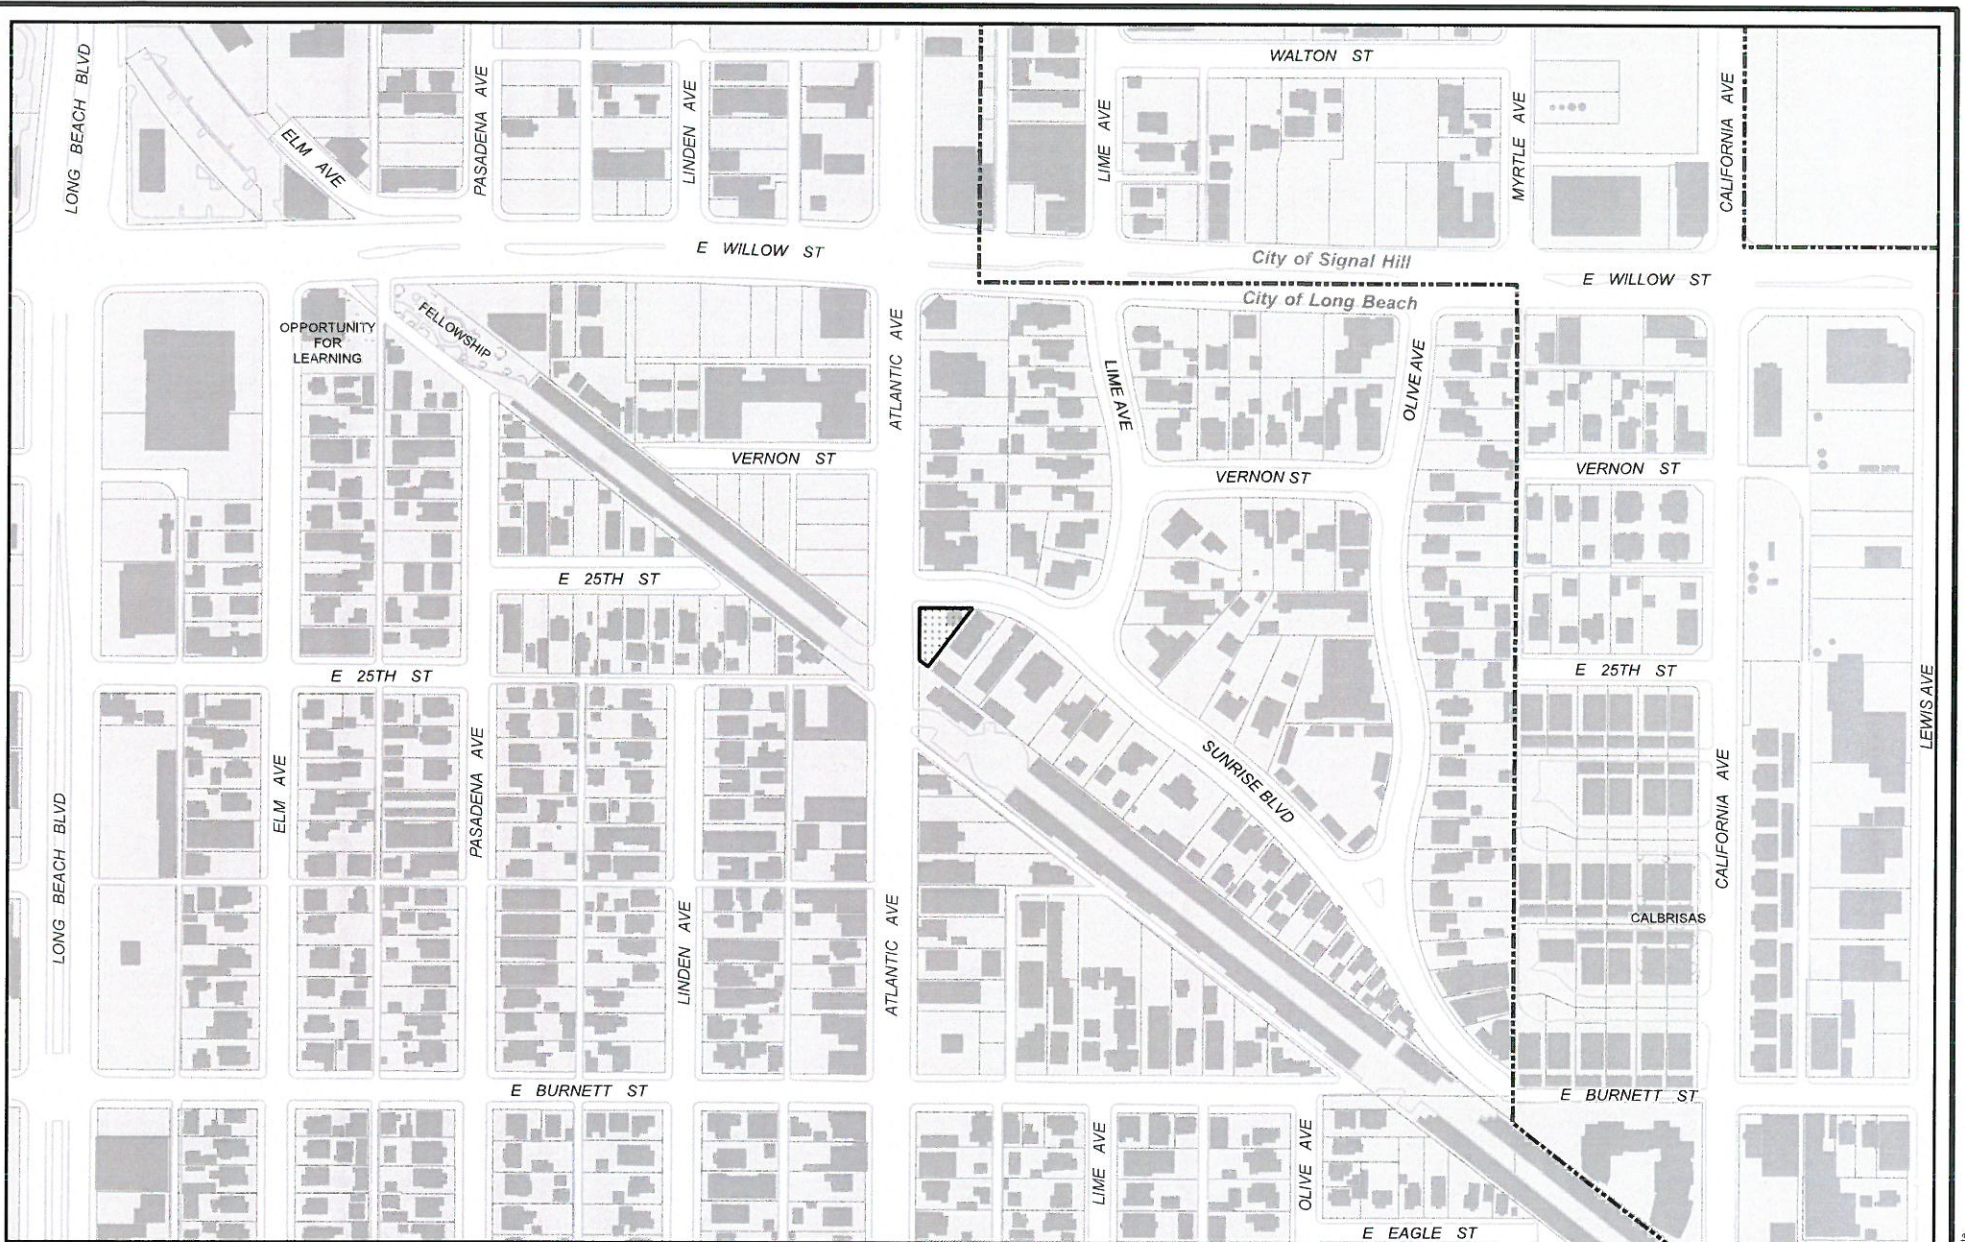 WALTON ST
LONG BEACH BLVD
ELM AVE
PASADENA AVE
LINDEN AVE
LIME AVE
MYRTLE AVE
CALIFORNIA AVE
E WILLOW ST
City of Signal Hill
E WILLOW ST
City of Long Beach
OPPORTUNITY
FOR
LEARNING
FELLOWSHIP
ATLANTIC AVE
LIME AVE
OLIVE AVE
VERNON ST
VERNON ST
VERNON ST
E 25TH ST
E 25TH ST
E 25TH ST
LEWIS AVE
ELM AVE
PASADENA AVE
SUNRISE BLVD
CALIFORNIA AVE
LONG BEACH BLVD
LINDEN AVE
ATLANTIC AVE
CALBRISAS
E BURNETT ST
E BURNETT ST
LIME AVE
OLIVE AVE
E EAGLE ST